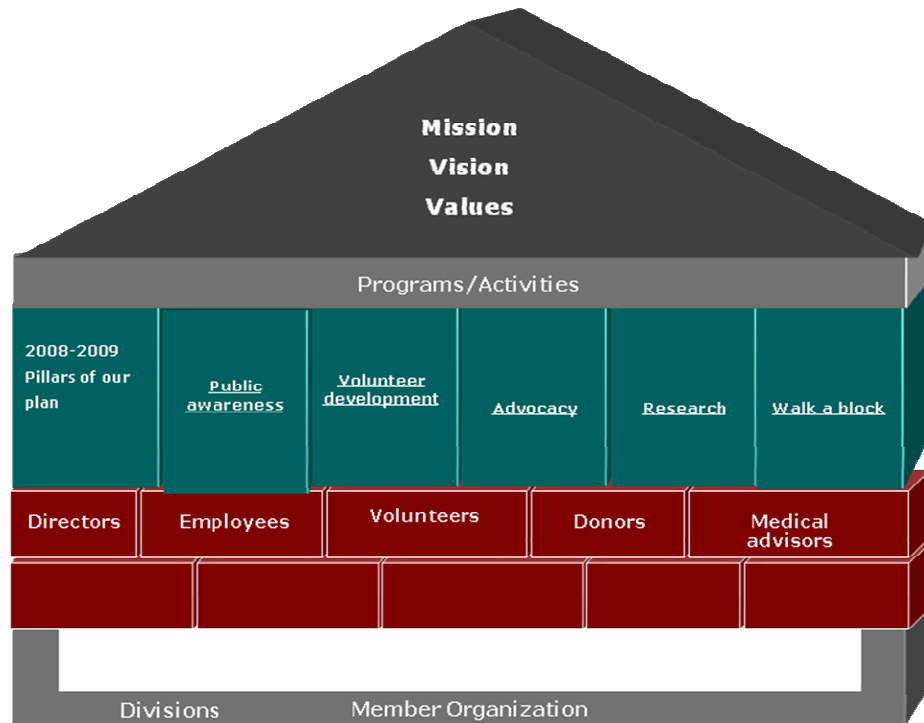 Mission
Vision
Values
Programs/Activities
2008-2009
Pillars of our
plan
Public
awareness
Volunteer
development
Advocacy
Research
Walk a block
Directors
Employees
Volunteers
Donors
Medical
advisors
Divisions
Member Organization